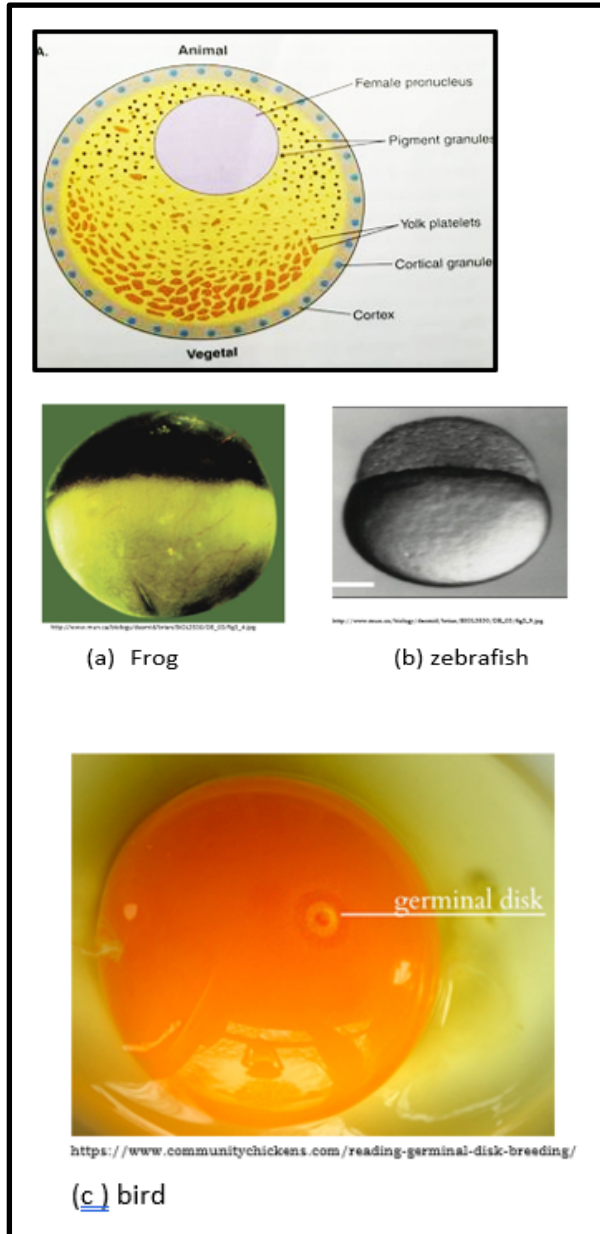 A.
Animal
Female pronucleus
Pigment granules
Yolk platelets
Cortical granule
Cortex
Vegetal
(a) Frog
(b) zebrafish
germinal disk
https://www.communitychickens.com/reading-germinal-disk-breeding/
(c ) bird